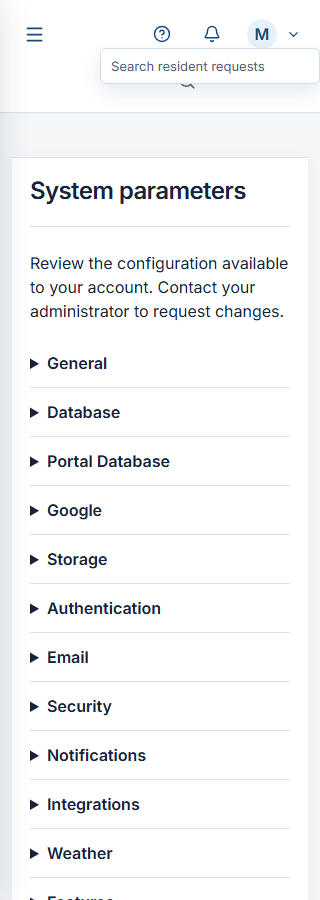 M
Search resident requests
System parameters
Review the configuration available
to your account. Contact your
administrator to request changes.
General
Database
Portal Database
Google
Storage
Authentication
Email
Security
Notifications
Integrations
Weather